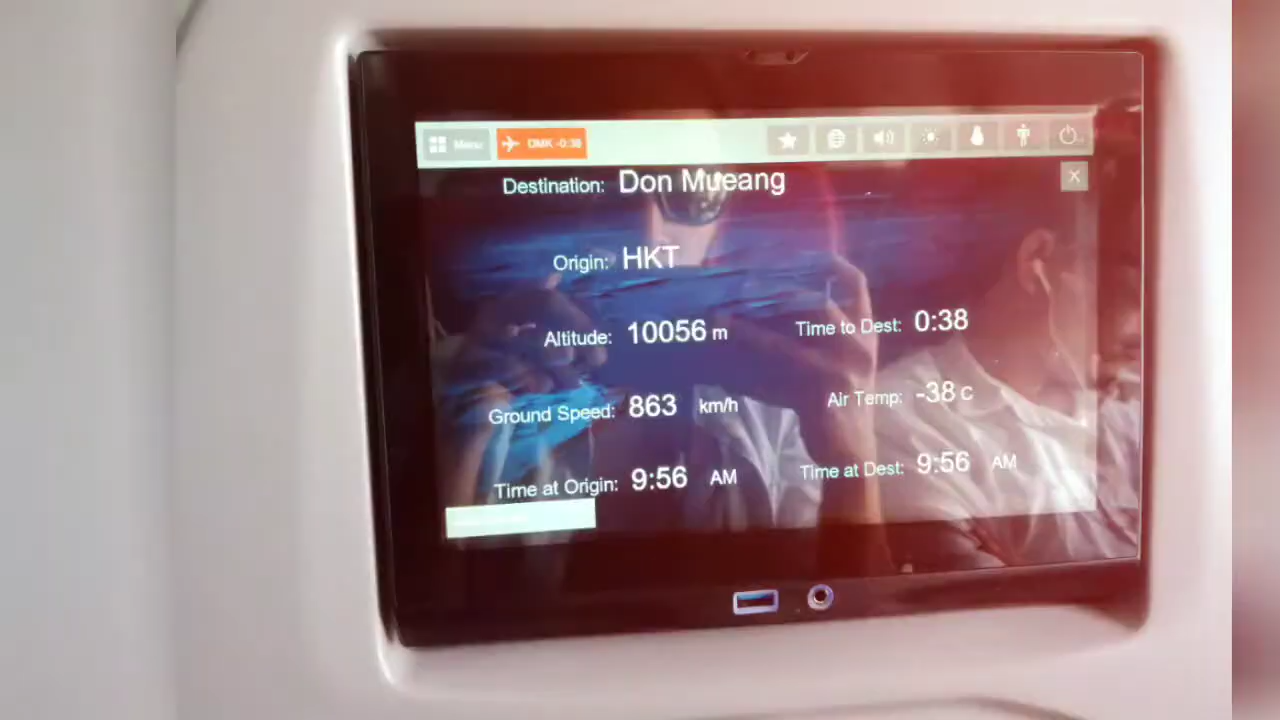 Menu DMK -0:38
Destination: Don Mueang
Origin: HKT
Altitude: 10056 m Time to Dest: 0:38
Ground Speed: 863 km/h Air Temp: -38 C
Time at Origin: 9:56 AM Time at Dest: 9:56 AM